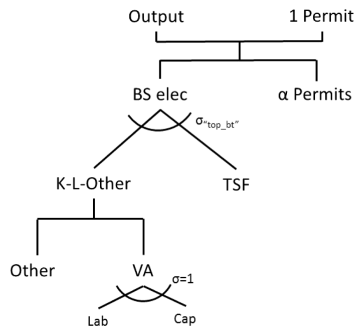 Output 1 Permit
BS elec α Permits
σ"top_bt"
K-L-Other TSF
Other VA
σ=1
Lab Cap